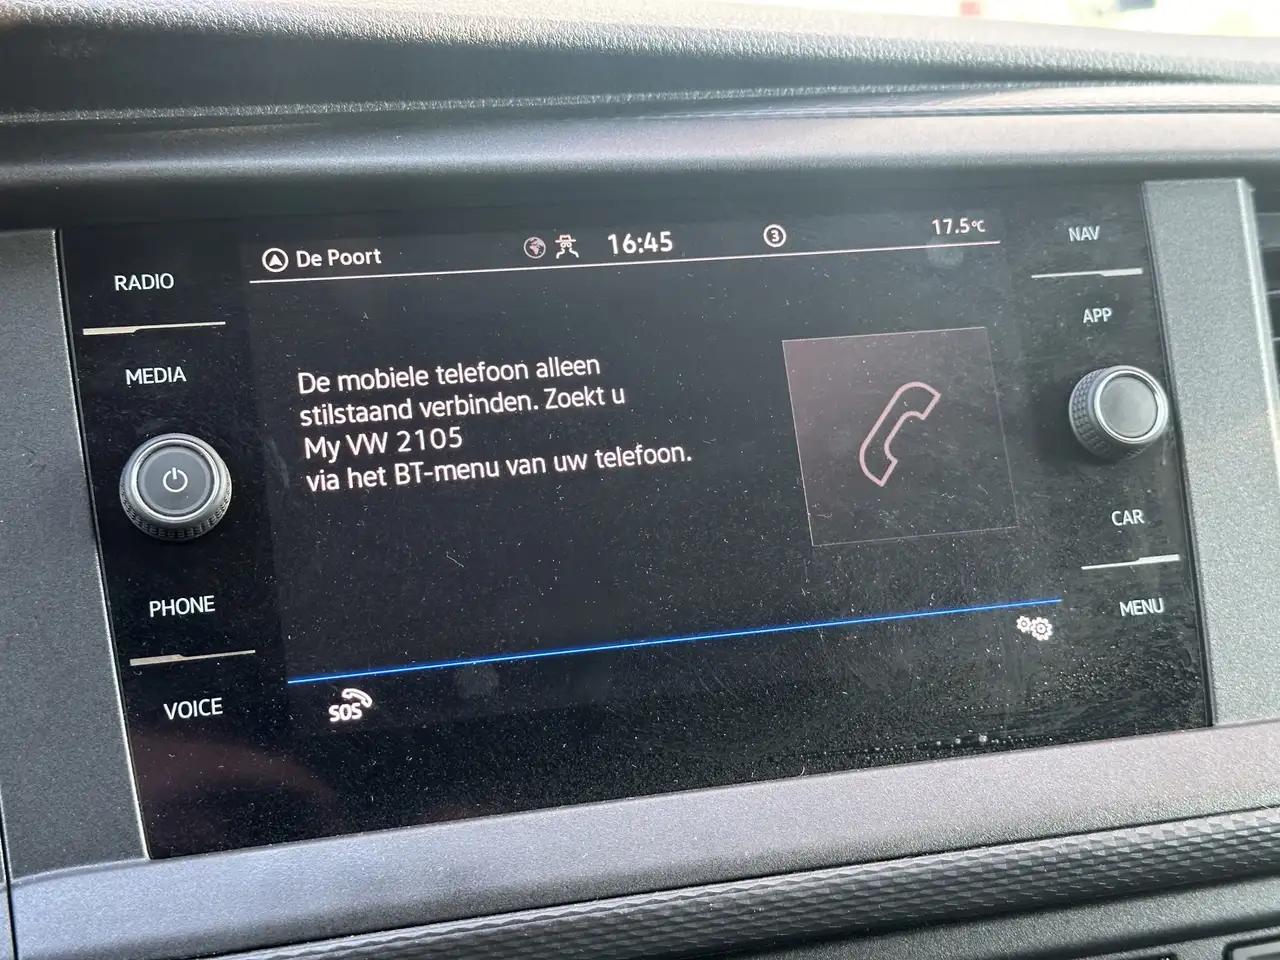 De Poort
16:45
3
17.5°C
RADIO
MEDIA
PHONE
VOICE
De mobiele telefoon alleen
stilstaand verbinden. Zoekt u
My VW 2105
via het BT-menu van uw telefoon.
SOS
NAV
APP
CAR
MENU